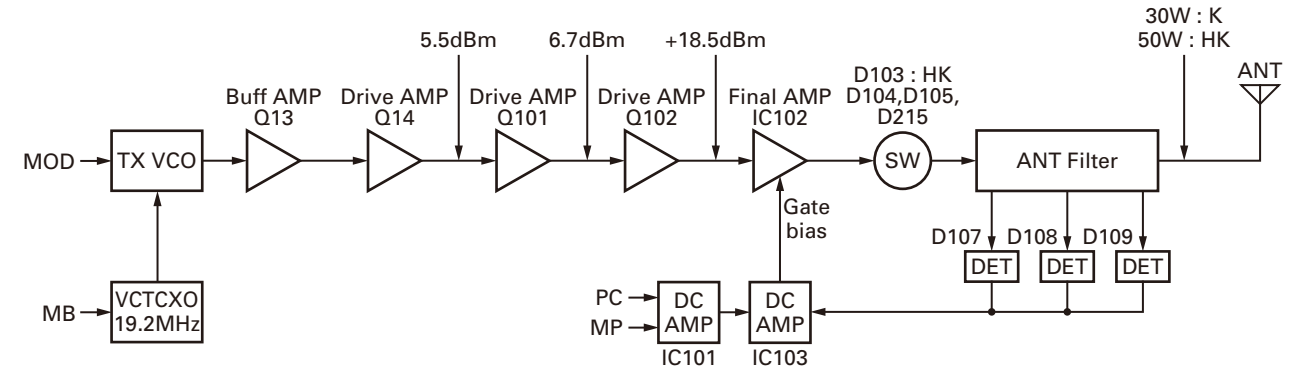 30W : K
50W : HK
5.5dBm
6.7dBm
+18.5dBm
ANT
D103 : HK
D104,D105,
D215
Buff AMP
Q13
Drive AMP
Q14
Drive AMP
Q101
Drive AMP
Q102
Final AMP
IC102
MOD
TX VCO
SW
ANT Filter
Gate
bias
D107
D108
D109
DET
DET
DET
MB
VCTCXO
19.2MHz
PC
MP
DC
AMP
IC101
DC
AMP
IC103